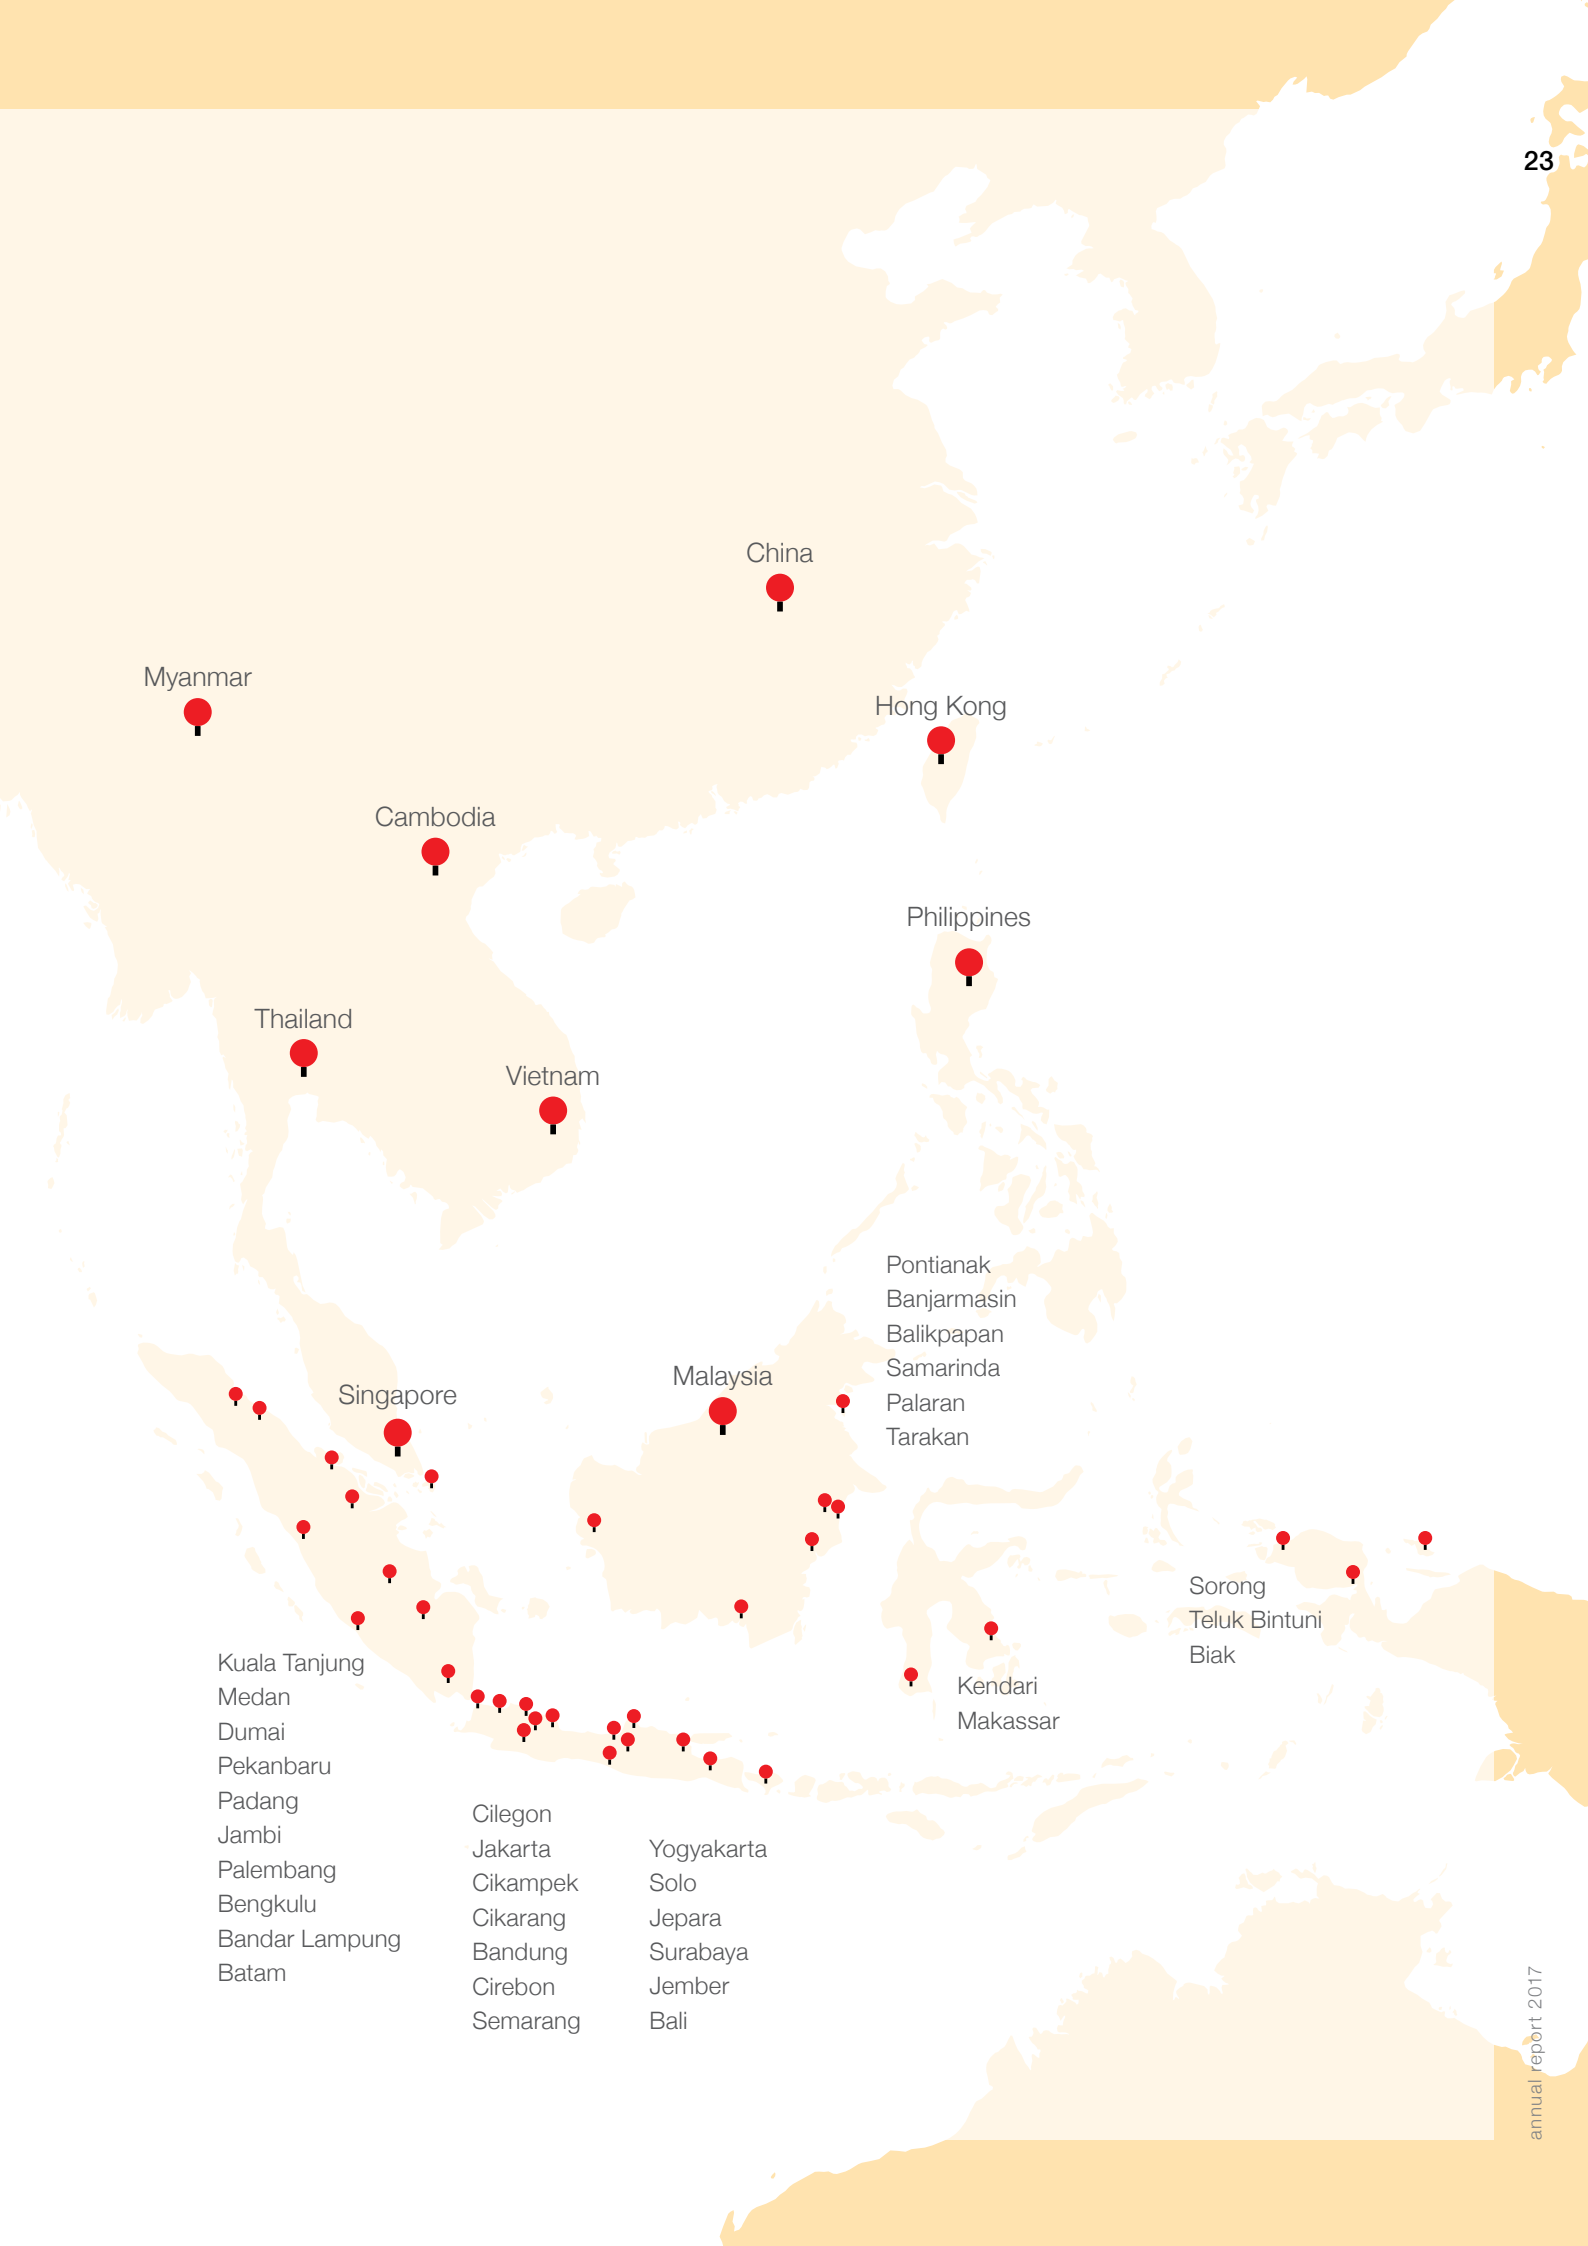 23
China
Myanmar
Hong Kong
Cambodia
Philippines
Thailand
Vietnam
Pontianak
Banjarmasin
Balikpapan
Samarinda
Palaran
Tarakan
Malaysia
Singapore
Sorong
Teluk Bintuni
Biak
Kendari
Makassar
Kuala Tanjung
Medan
Dumai
Pekanbaru
Padang
Jambi
Palembang
Bengkulu
Bandar Lampung
Batam
Cilegon
Jakarta
Cikampek
Cikarang
Bandung
Cirebon
Semarang
Yogyakarta
Solo
Jepara
Surabaya
Jember
Bali
annual report 2017